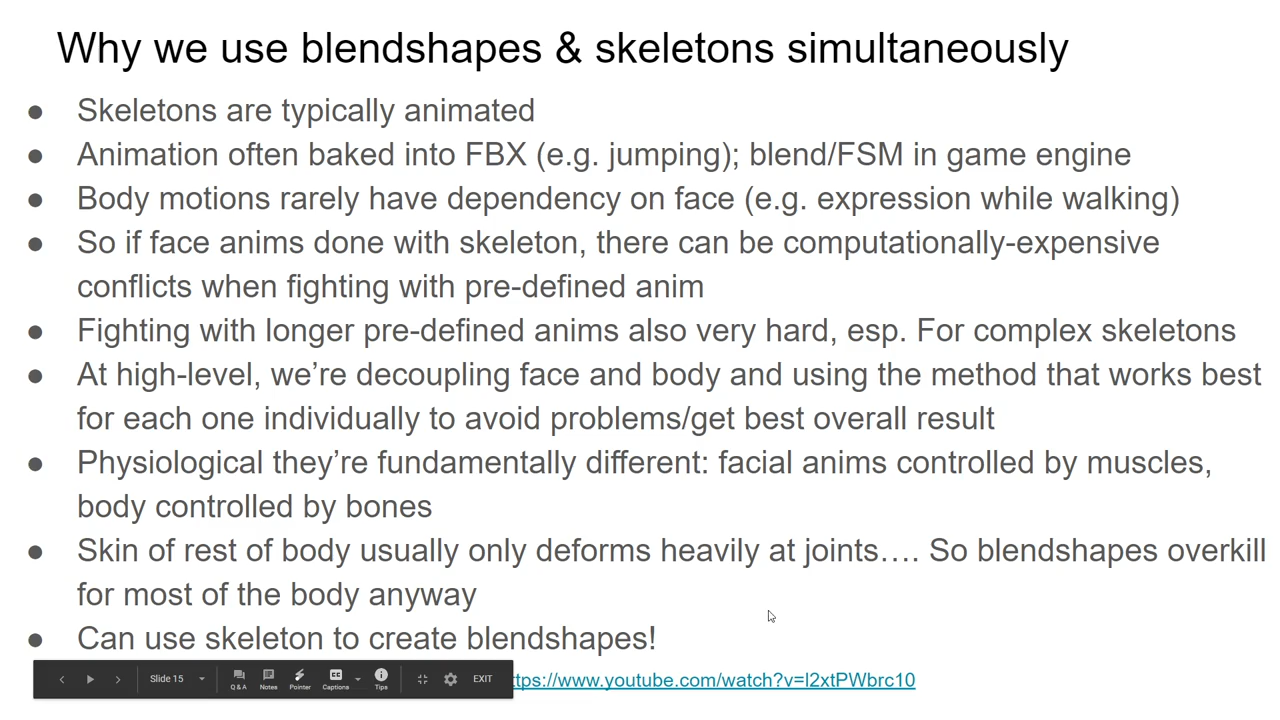 Why we use blendshapes & skeletons simultaneously
● Skeletons are typically animated
● Animation often baked into FBX (e.g. jumping); blend/FSM in game engine
● Body motions rarely have dependency on face (e.g. expression while walking)
● So if face anims done with skeleton, there can be computationally-expensive
conflicts when fighting with pre-defined anim
● Fighting with longer pre-defined anims also very hard, esp. For complex skeletons
● At high-level, we’re decoupling face and body and using the method that works best
for each one individually to avoid problems/get best overall result
● Physiological they’re fundamentally different: facial anims controlled by muscles,
body controlled by bones
● Skin of rest of body usually only deforms heavily at joints…. So blendshapes overkill
for most of the body anyway
● Can use skeleton to create blendshapes!
Slide 15 Q & A Notes Pointer CC Captions Tips EXIT
ttps://www.youtube.com/watch?v=l2xtPWbrc10